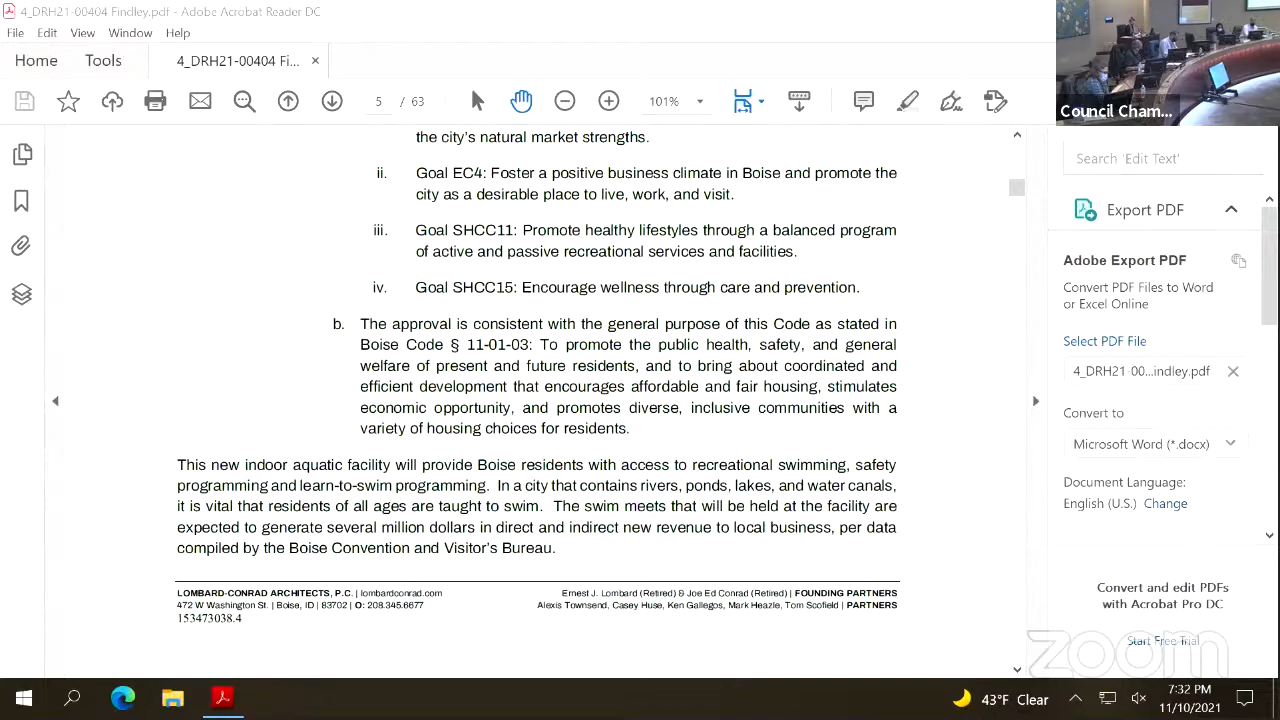 4_DRH21-00404 Findley.pdf - Adobe Acrobat Reader DC
File Edit View Window Help
Home Tools 4_DRH21-00404 Fi... ×
5 / 63 101%
Council Cham...
the city's natural market strengths.
ii. Goal EC4: Foster a positive business climate in Boise and promote the
city as a desirable place to live, work, and visit.
iii. Goal SHCC11: Promote healthy lifestyles through a balanced program
of active and passive recreational services and facilities.
iv. Goal SHCC15: Encourage wellness through care and prevention.
b. The approval is consistent with the general purpose of this Code as stated in
Boise Code § 11-01-03: To promote the public health, safety, and general
welfare of present and future residents, and to bring about coordinated and
efficient development that encourages affordable and fair housing, stimulates
economic opportunity, and promotes diverse, inclusive communities with a
variety of housing choices for residents.
This new indoor aquatic facility will provide Boise residents with access to recreational swimming, safety
programming and learn-to-swim programming. In a city that contains rivers, ponds, lakes, and water canals,
it is vital that residents of all ages are taught to swim. The swim meets that will be held at the facility are
expected to generate several million dollars in direct and indirect new revenue to local business, per data
compiled by the Boise Convention and Visitor's Bureau.
LOMBARD-CONRAD ARCHITECTS, P.C. | lombardconrad.com
Ernest J. Lombard (Retired) & Joe Ed Conrad (Retired) | FOUNDING PARTNERS
472 W Washington St. | Boise, ID | 83702 | O: 208.345.6677
Alexis Townsend, Casey Huse, Ken Gallegos, Mark Heazle, Tom Scofield | PARTNERS
153473038.4
Search 'Edit Text'
Export PDF
Adobe Export PDF
Convert PDF Files to Word
or Excel Online
Select PDF File
4_DRH21-00...indley.pdf ×
Convert to
Microsoft Word (*.docx)
Document Language:
English (U.S.) Change
Convert and edit PDFs
with Acrobat Pro DC
Start Free Trial
zoom
43°F Clear
7:32 PM
11/10/2021